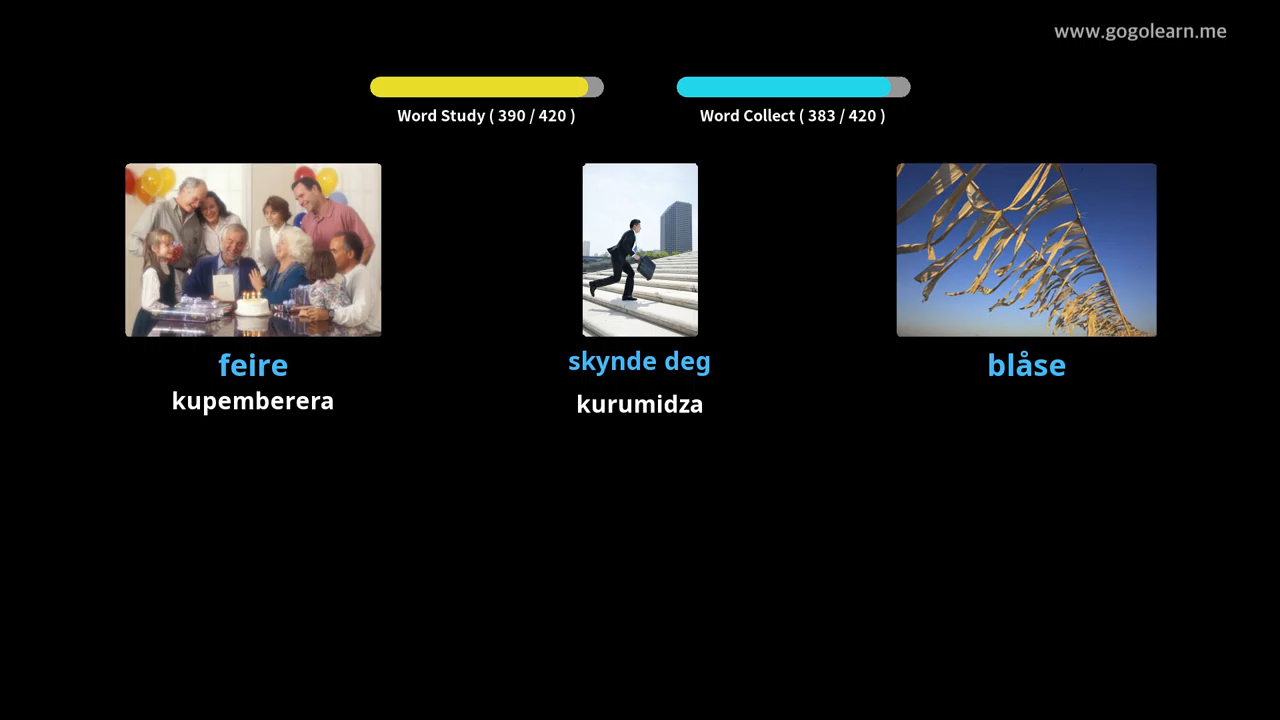 www.gogolearn.me
Word Study ( 390 / 420 )
Word Collect ( 383 / 420 )
feire
kupemberera
skynde deg
kurumidza
blåse